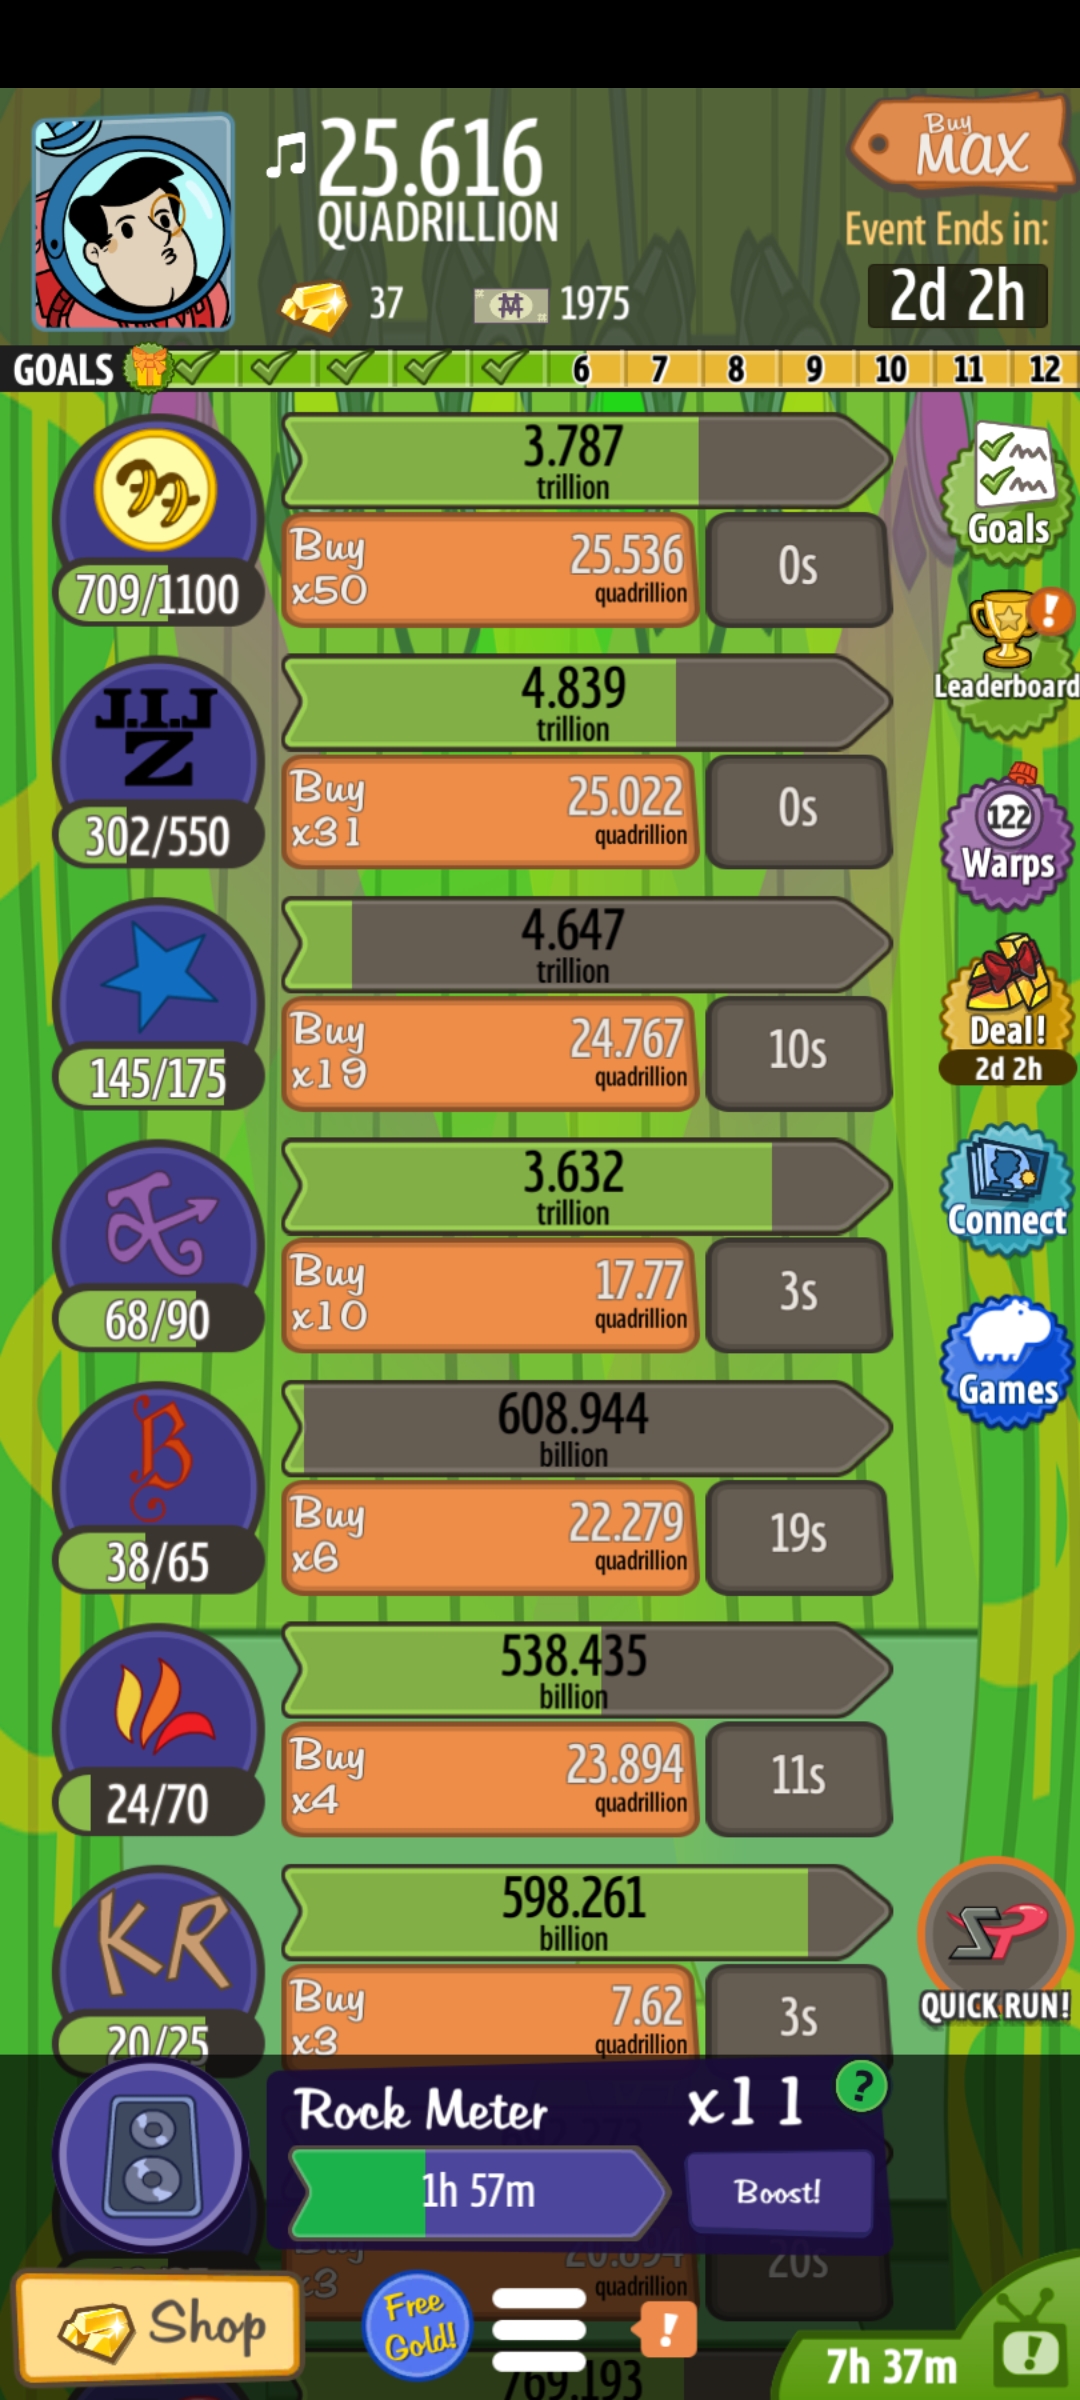 25.616
QUADRILLION
Buy
MAX
Event Ends in:
2d 2h
37
1975
GOALS
6 7 8 9 10 11 12
3.787
trillion
709/1100
Buy
x50
25.536
quadrillion
0s
Goals
Leaderboard
J.I.J
Z
4.839
trillion
302/550
Buy
x31
25.022
quadrillion
0s
122
Warps
4.647
trillion
145/175
Buy
x19
24.767
quadrillion
10s
Deal!
2d 2h
3.632
trillion
68/90
Buy
x10
17.77
quadrillion
3s
Connect
Games
B
608.944
billion
38/65
Buy
x6
22.279
quadrillion
19s
538.435
billion
24/70
Buy
x4
23.894
quadrillion
11s
KR
598.261
billion
20/25
Buy
x3
7.62
quadrillion
3s
SP
QUICK RUN!
Rock Meter
x11
?
1h 57m
Boost!
Buy
x3
20.894
quadrillion
20s
Shop
Free
Gold!
!
769.193
7h 37m
!